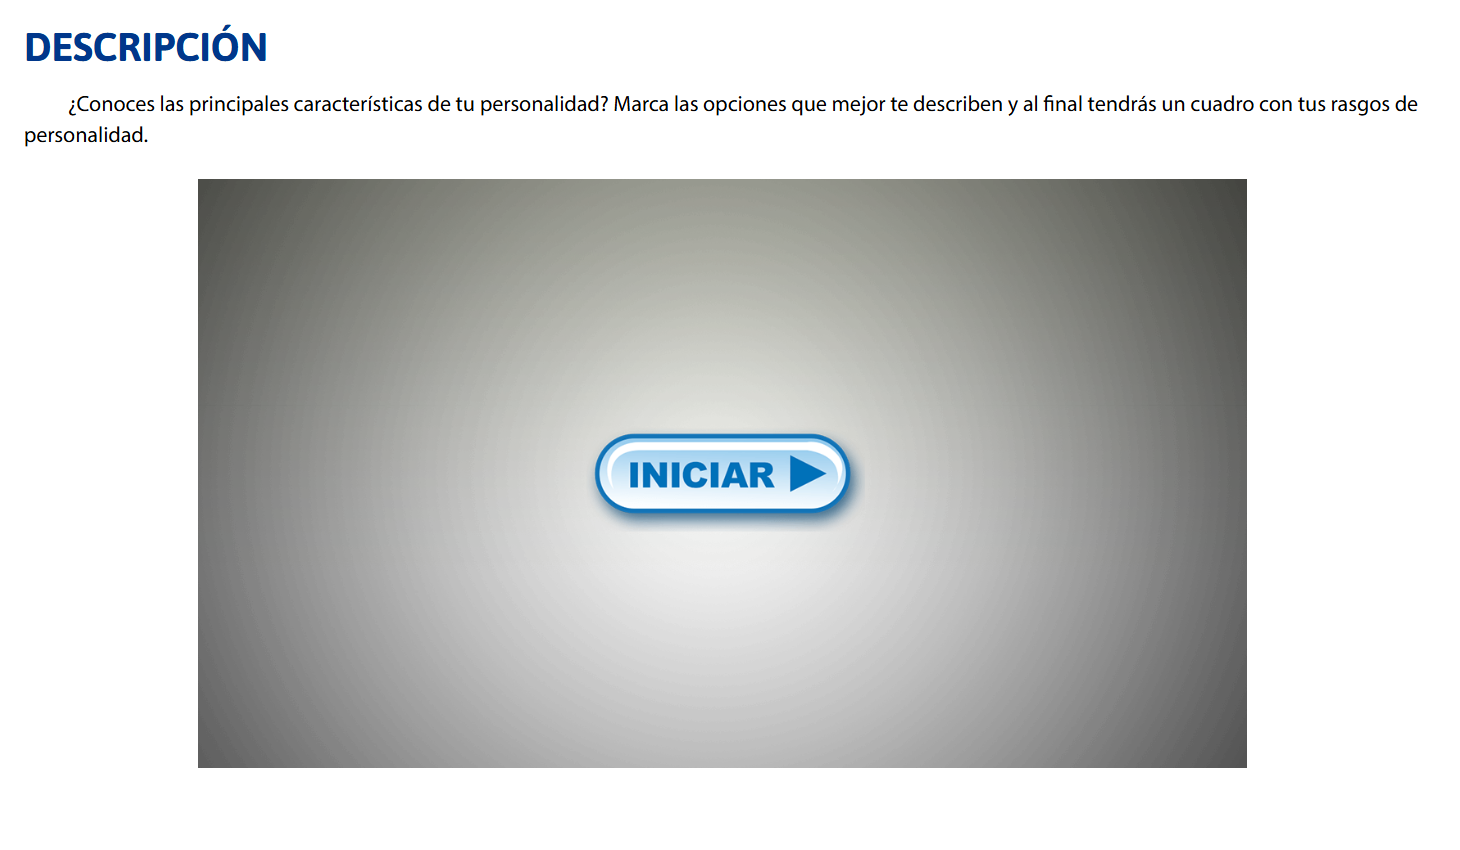 DESCRIPCIÓN
¿Conoces las principales características de tu personalidad? Marca las opciones que mejor te describen y al final tendrás un cuadro con tus rasgos de
personalidad.
INICIAR